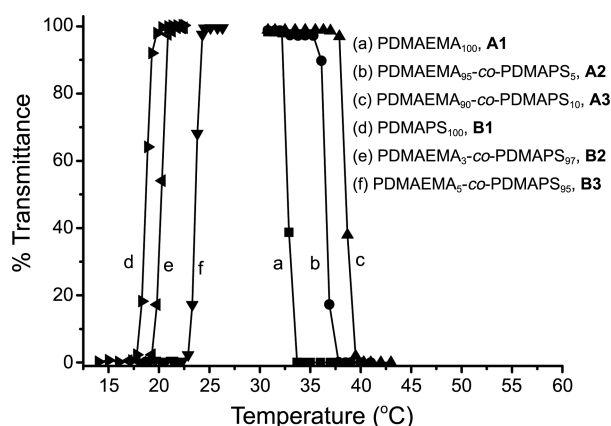 % Transmittance
100
80
60
40
20
0
(a) PDMAEMA₁₀₀, A1
(b) PDMAEMA₉₅-co-PDMAPS₅, A2
(c) PDMAEMA₉₀-co-PDMAPS₁₀, A3
(d) PDMAPS₁₀₀, B1
(e) PDMAEMA₃-co-PDMAPS₉₇, B2
(f) PDMAEMA₅-co-PDMAPS₉₅, B3
d e f a b c
15 20 25 30 35 40 45 50 55 60
Temperature (°C)